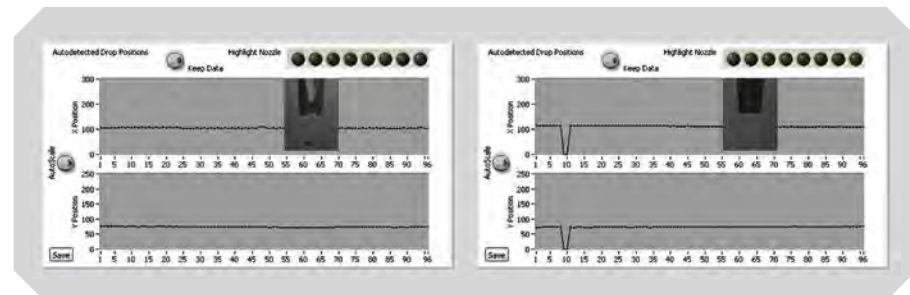 Autodetected Drop Positions
Highlight Nozzle
Keep Data
X Position
300
200
100
0
1 5 10 15 20 25 30 35 40 45 50 55 60 65 70 75 80 85 90 96
AutoScale
Y Position
250
200
150
100
50
0
1 5 10 15 20 25 30 35 40 45 50 55 60 65 70 75 80 85 90 96
Save
Autodetected Drop Positions
Highlight Nozzle
Keep Data
X Position
300
200
100
0
1 5 10 15 20 25 30 35 40 45 50 55 60 65 70 75 80 85 90 96
AutoScale
Y Position
250
200
150
100
50
0
1 5 10 15 20 25 30 35 40 45 50 55 60 65 70 75 80 85 90 96
Save